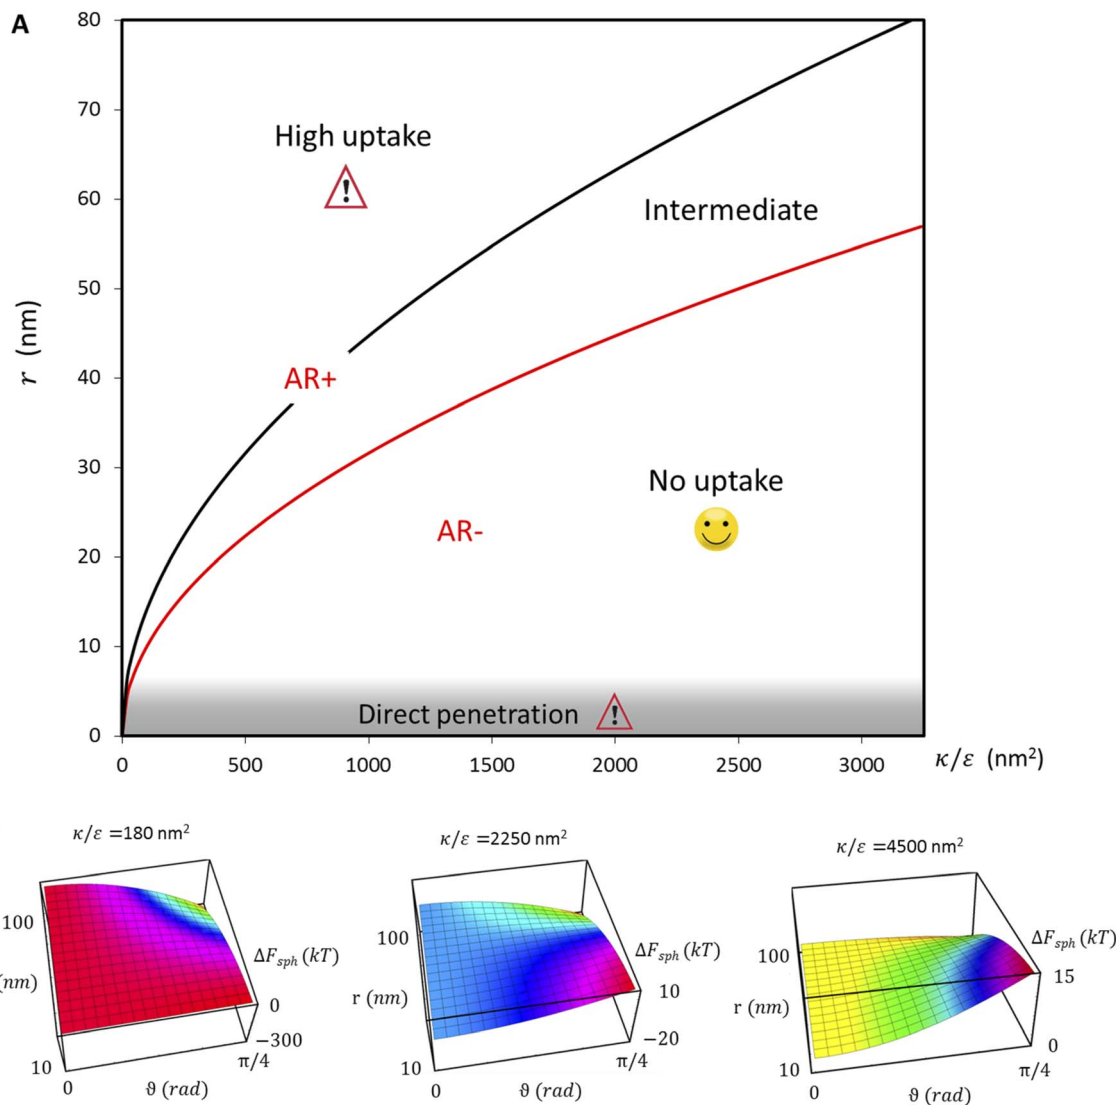 A
80
70
60
50
40
30
20
10
0
r (nm)
High uptake
!
Intermediate
AR+
No uptake
AR-
Direct penetration !
0 500 1000 1500 2000 2500 3000 κ/ε (nm²)
κ/ε =180 nm²
100
(nm)
10
0
ϑ (rad)
π/4
ΔF_sph (kT)
0
−300
κ/ε =2250 nm²
100
r (nm)
10
0
ϑ (rad)
π/4
ΔF_sph (kT)
10
−20
κ/ε =4500 nm²
100
r (nm)
10
0
ϑ (rad)
π/4
ΔF_sph (kT)
15
0